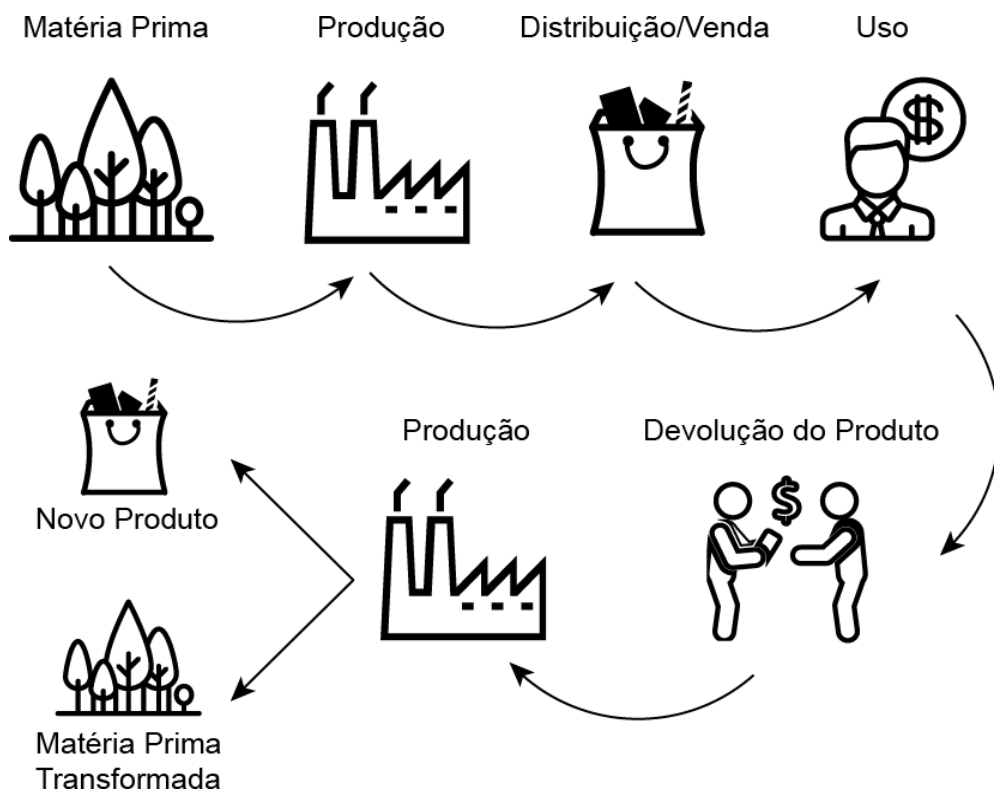 Matéria Prima
Produção
Distribuição/Venda
Uso
Novo Produto
Produção
Devolução do Produto
Matéria Prima
Transformada